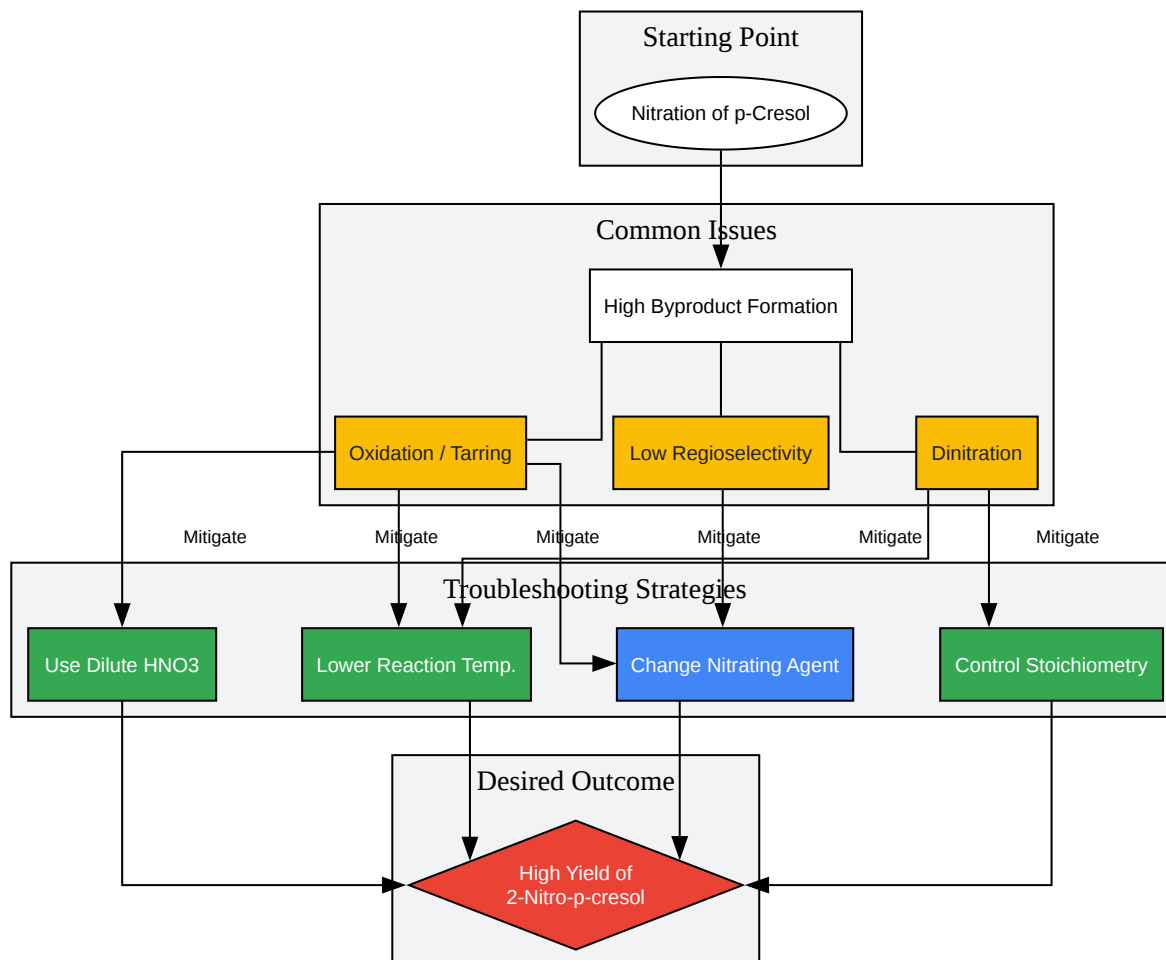 Starting Point
Nitration of p-Cresol
Common Issues
High Byproduct Formation
Oxidation / Tarring
Low Regioselectivity
Dinitration
Mitigate
Mitigate
Mitigate
Mitigate
Mitigate
Mitigate
Troubleshooting Strategies
Use Dilute HNO3
Lower Reaction Temp.
Change Nitrating Agent
Control Stoichiometry
Desired Outcome
High Yield of
2-Nitro-p-cresol